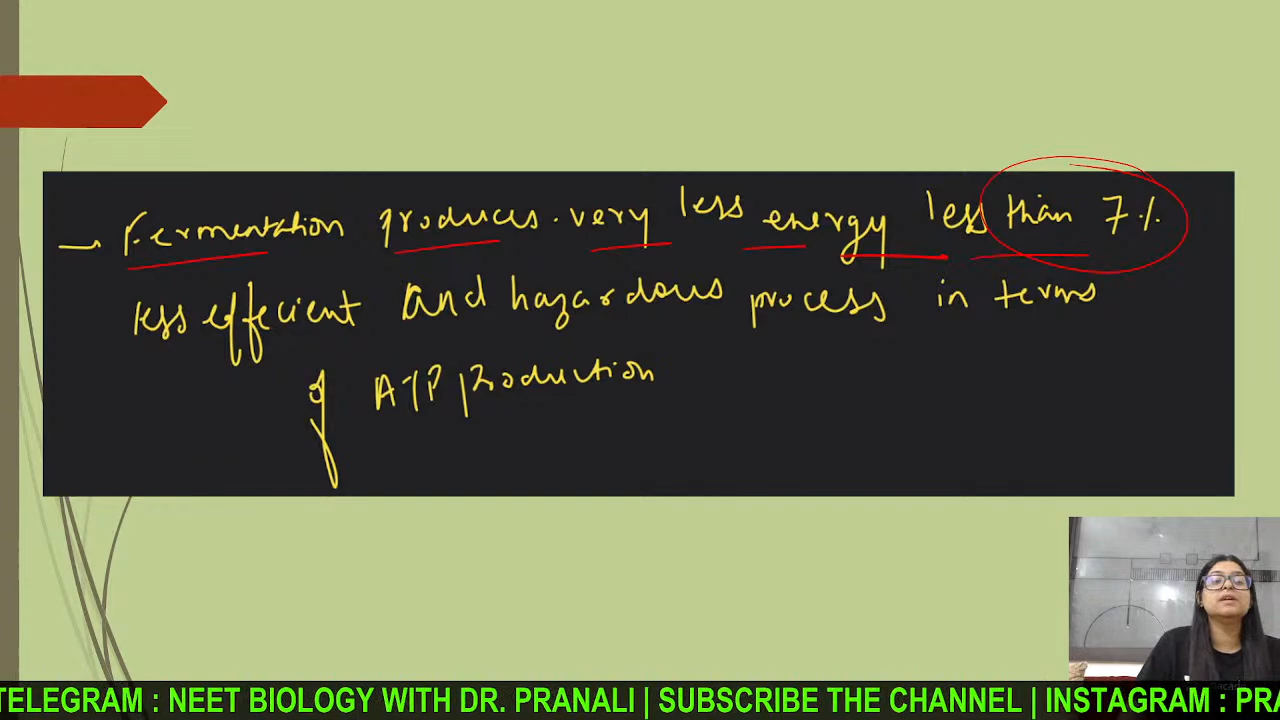 → Fermentation produces very less energy less than 7%
less efficient and hazardous process in terms
of ATP production
TELEGRAM : NEET BIOLOGY WITH DR. PRANALI | SUBSCRIBE THE CHANNEL | INSTAGRAM : PRA